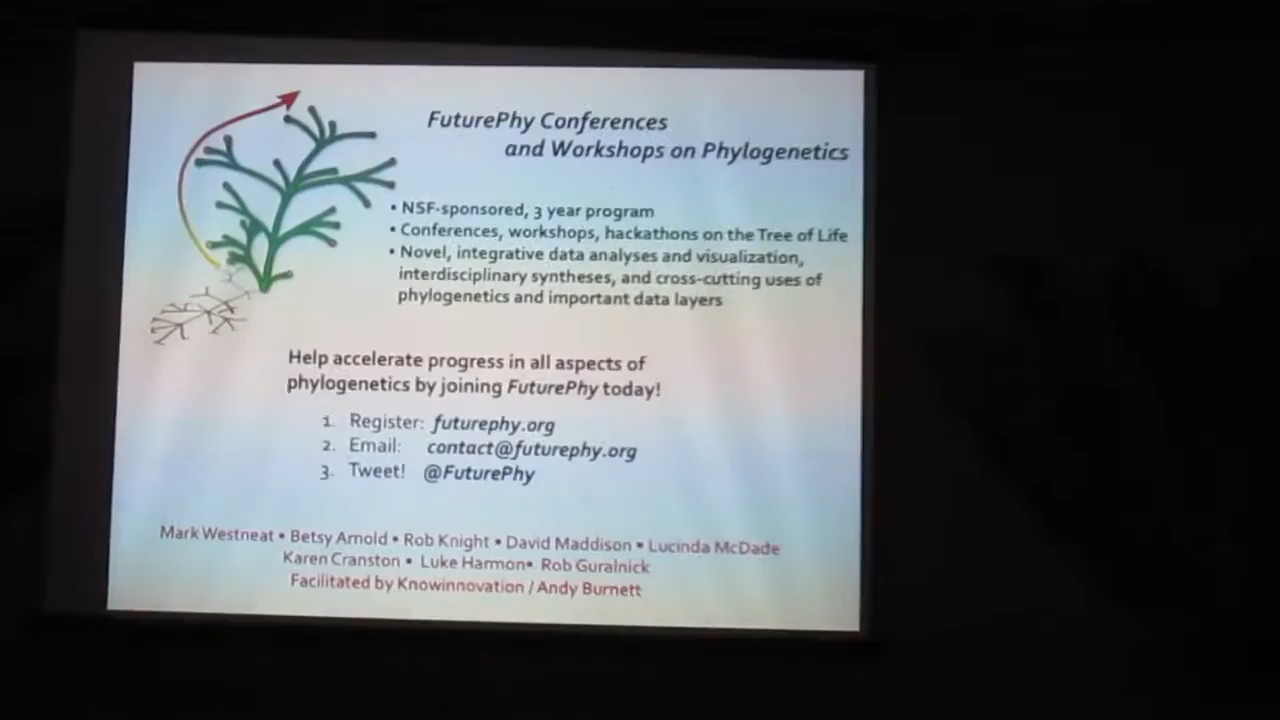 FuturePhy Conferences
and Workshops on Phylogenetics
• NSF-sponsored, 3 year program
• Conferences, workshops, hackathons on the Tree of Life
• Novel, integrative data analyses and visualization,
interdisciplinary syntheses, and cross-cutting uses of
phylogenetics and important data layers
Help accelerate progress in all aspects of
phylogenetics by joining FuturePhy today!
1. Register: futurephy.org
2. Email: contact@futurephy.org
3. Tweet! @FuturePhy
Mark Westneat • Betsy Arnold • Rob Knight • David Maddison • Lucinda McDade
Karen Cranston • Luke Harmon• Rob Guralnick
Facilitated by Knowinnovation / Andy Burnett